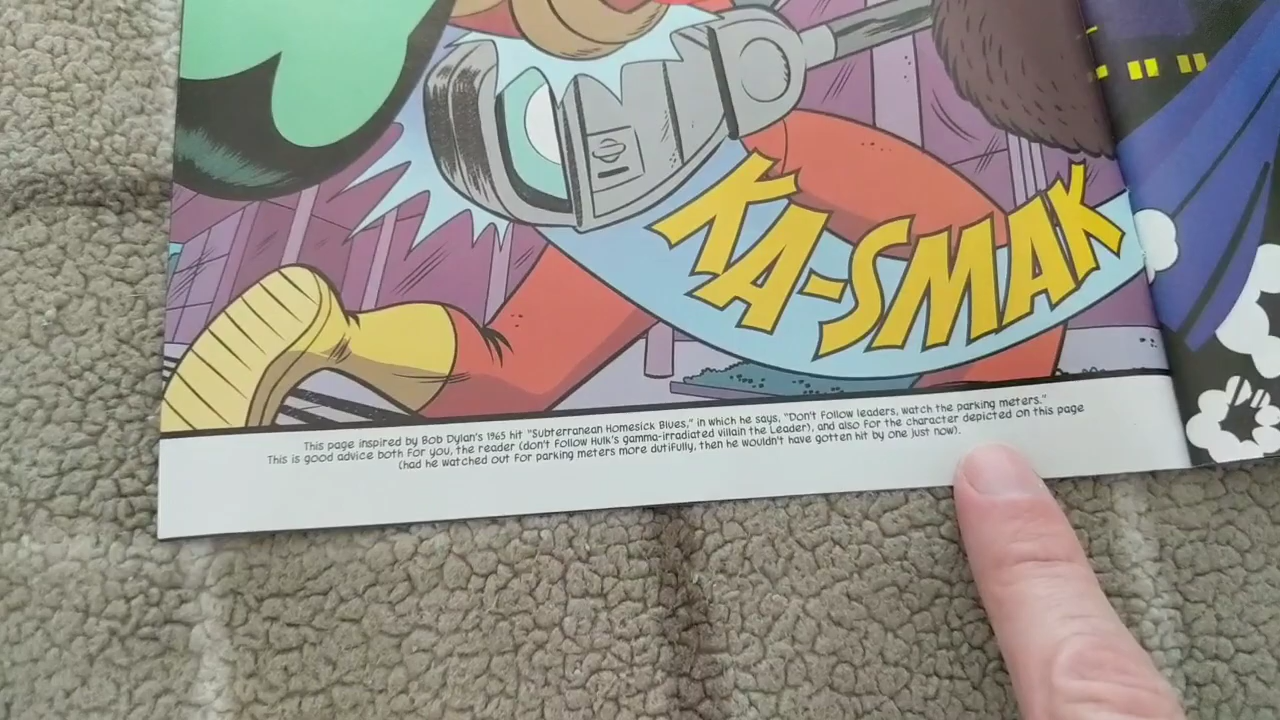 KA-SMAK
This page inspired by Bob Dylan's 1965 hit "Subterranean Homesick Blues," in which he says, "Don't follow leaders, watch the parking meters."
This is good advice both for you, the reader (don't follow Hulk's gamma-irradiated villain the Leader), and also for the character depicted on this page
(had he watched out for parking meters more dutifully, then he wouldn't have gotten hit by one just now).